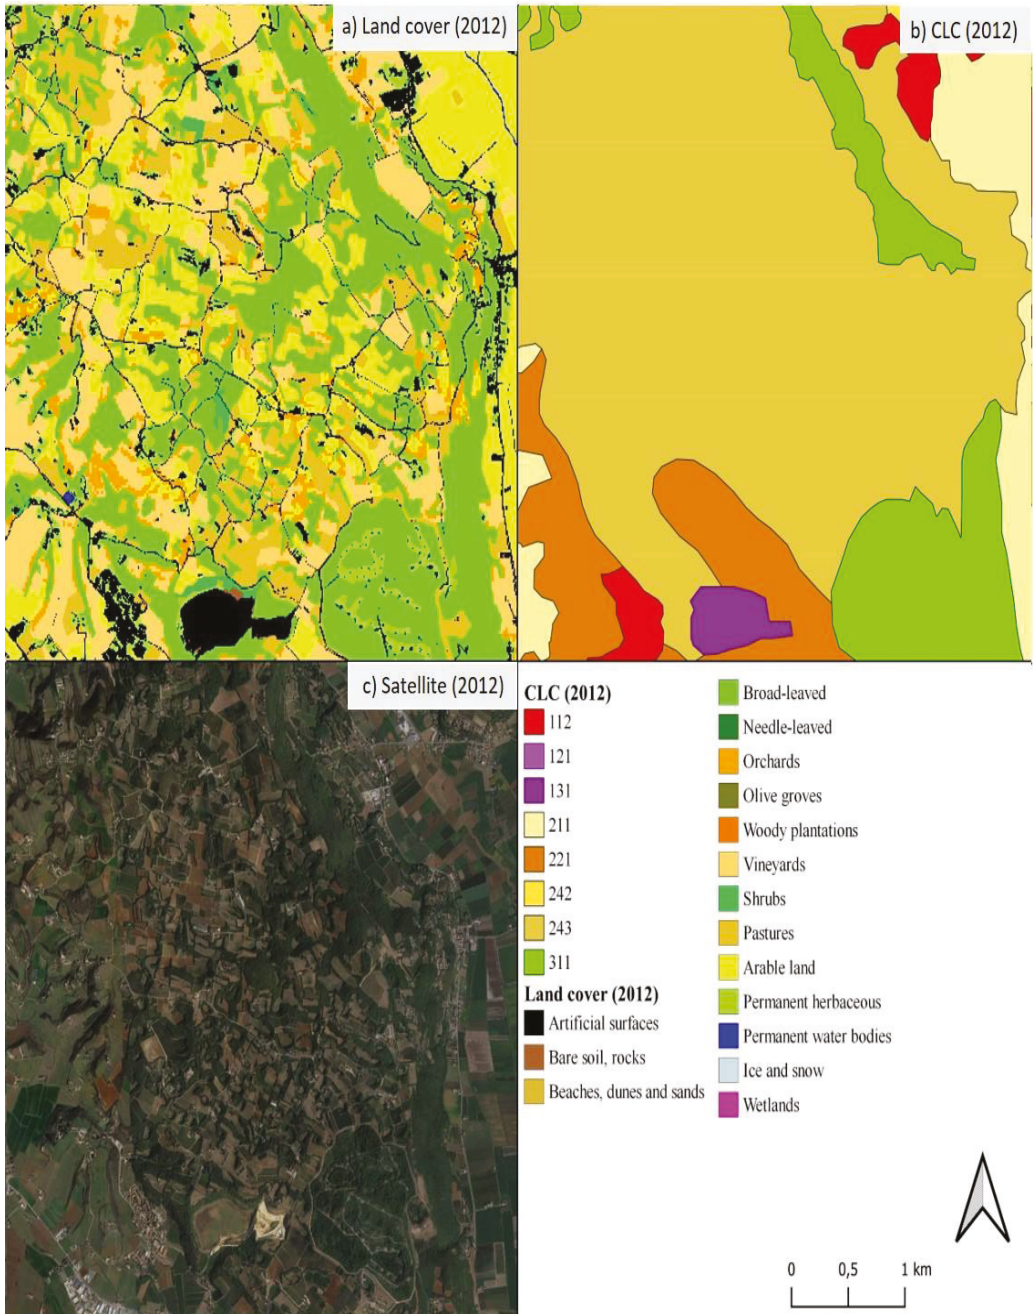 a) Land cover (2012)
b) CLC (2012)
c) Satellite (2012)
CLC (2012)
112
121
131
211
221
242
243
311
Land cover (2012)
Artificial surfaces
Bare soil, rocks
Beaches, dunes and sands
Broad-leaved
Needle-leaved
Orchards
Olive groves
Woody plantations
Vineyards
Shrubs
Pastures
Arable land
Permanent herbaceous
Permanent water bodies
Ice and snow
Wetlands
0 0,5 1 km